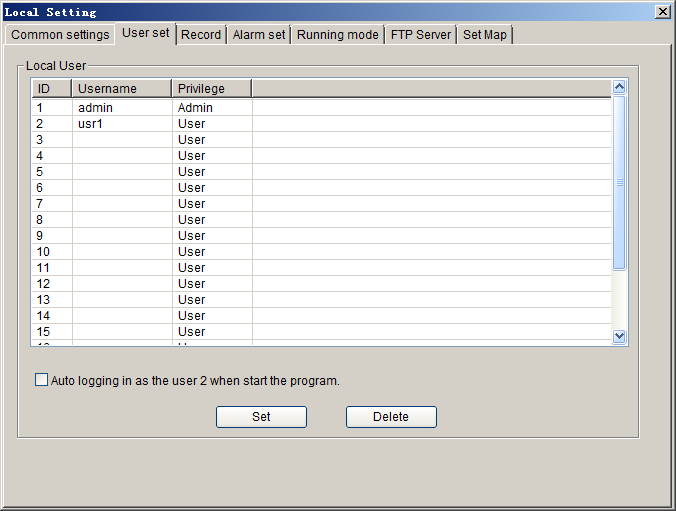 Local Setting
Common settings User set Record Alarm set Running mode FTP Server Set Map
Local User
ID Username Privilege
1 admin Admin
2 usr1 User
3 User
4 User
5 User
6 User
7 User
8 User
9 User
10 User
11 User
12 User
13 User
14 User
15 User
Auto logging in as the user 2 when start the program.
Set Delete